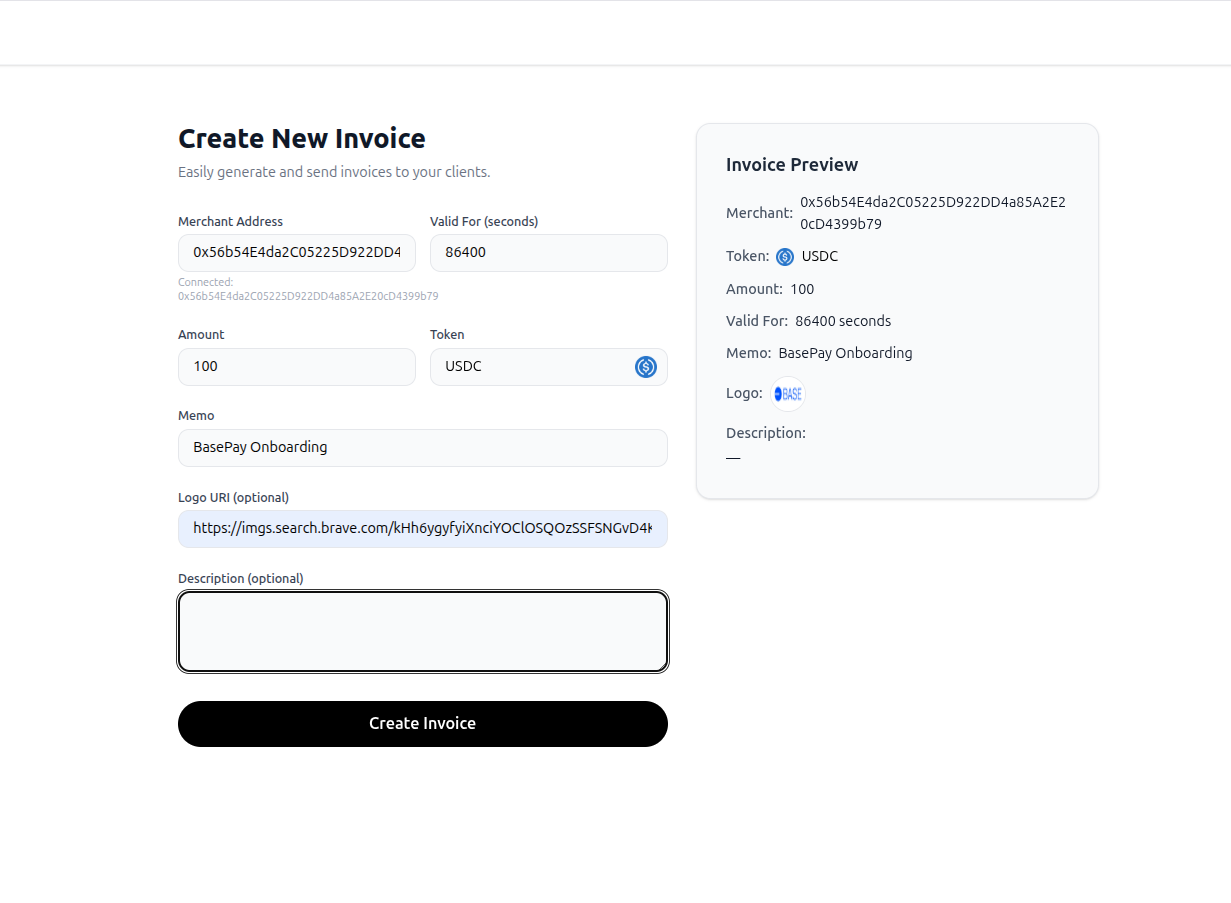 Create New Invoice
Easily generate and send invoices to your clients.
Merchant Address
0x56b54E4da2C05225D922DD4
Valid For (seconds)
86400
Connected:
0x56b54E4da2C05225D922DD4a85A2E20cD4399b79
Amount
100
Token
USDC
Memo
BasePay Onboarding
Logo URI (optional)
https://imgs.search.brave.com/kHh6ygyfyiXnciYOClOSQOzSSFSNGvD4K
Description (optional)
Create Invoice
Invoice Preview
Merchant: 0x56b54E4da2C05225D922DD4a85A2E2
0cD4399b79
Token: USDC
Amount: 100
Valid For: 86400 seconds
Memo: BasePay Onboarding
Logo: BASE
Description:
—